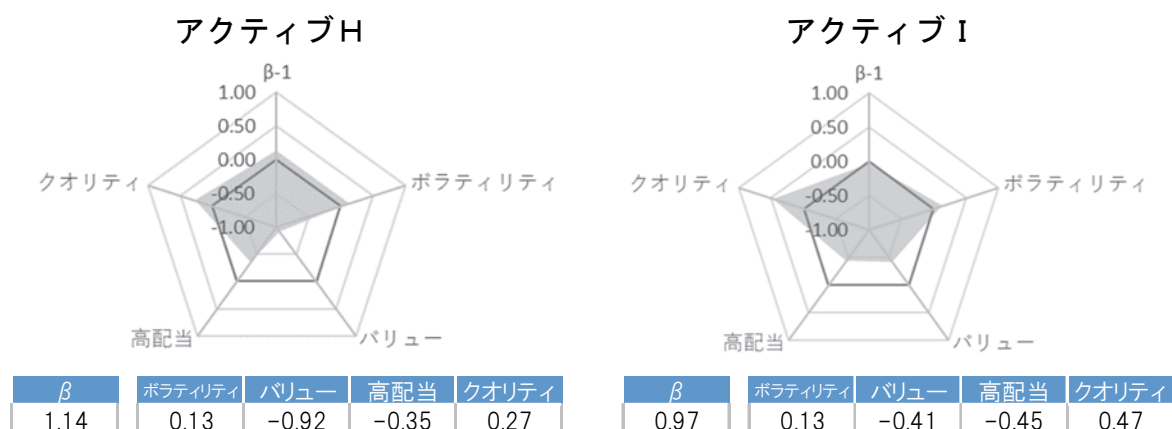 アクティブH
β-1
1.00
0.50
0.00
-0.50
-1.00
クオリティ
ボラティリティ
高配当
バリュー
β ボラティリティ バリュー 高配当 クオリティ
1.14 0.13 -0.92 -0.35 0.27
アクティブI
β-1
1.00
0.50
0.00
-0.50
-1.00
クオリティ
ボラティリティ
高配当
バリュー
β ボラティリティ バリュー 高配当 クオリティ
0.97 0.13 -0.41 -0.45 0.47